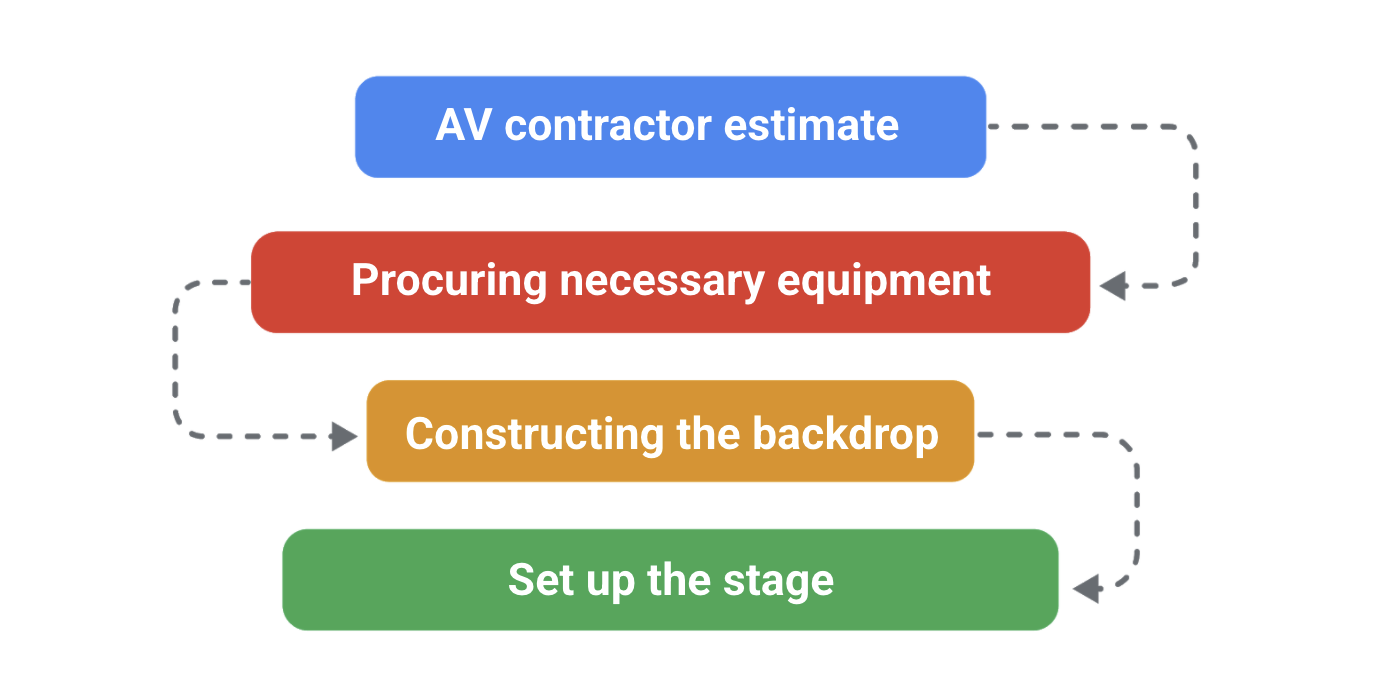 AV contractor estimate
Procuring necessary equipment
Constructing the backdrop
Set up the stage